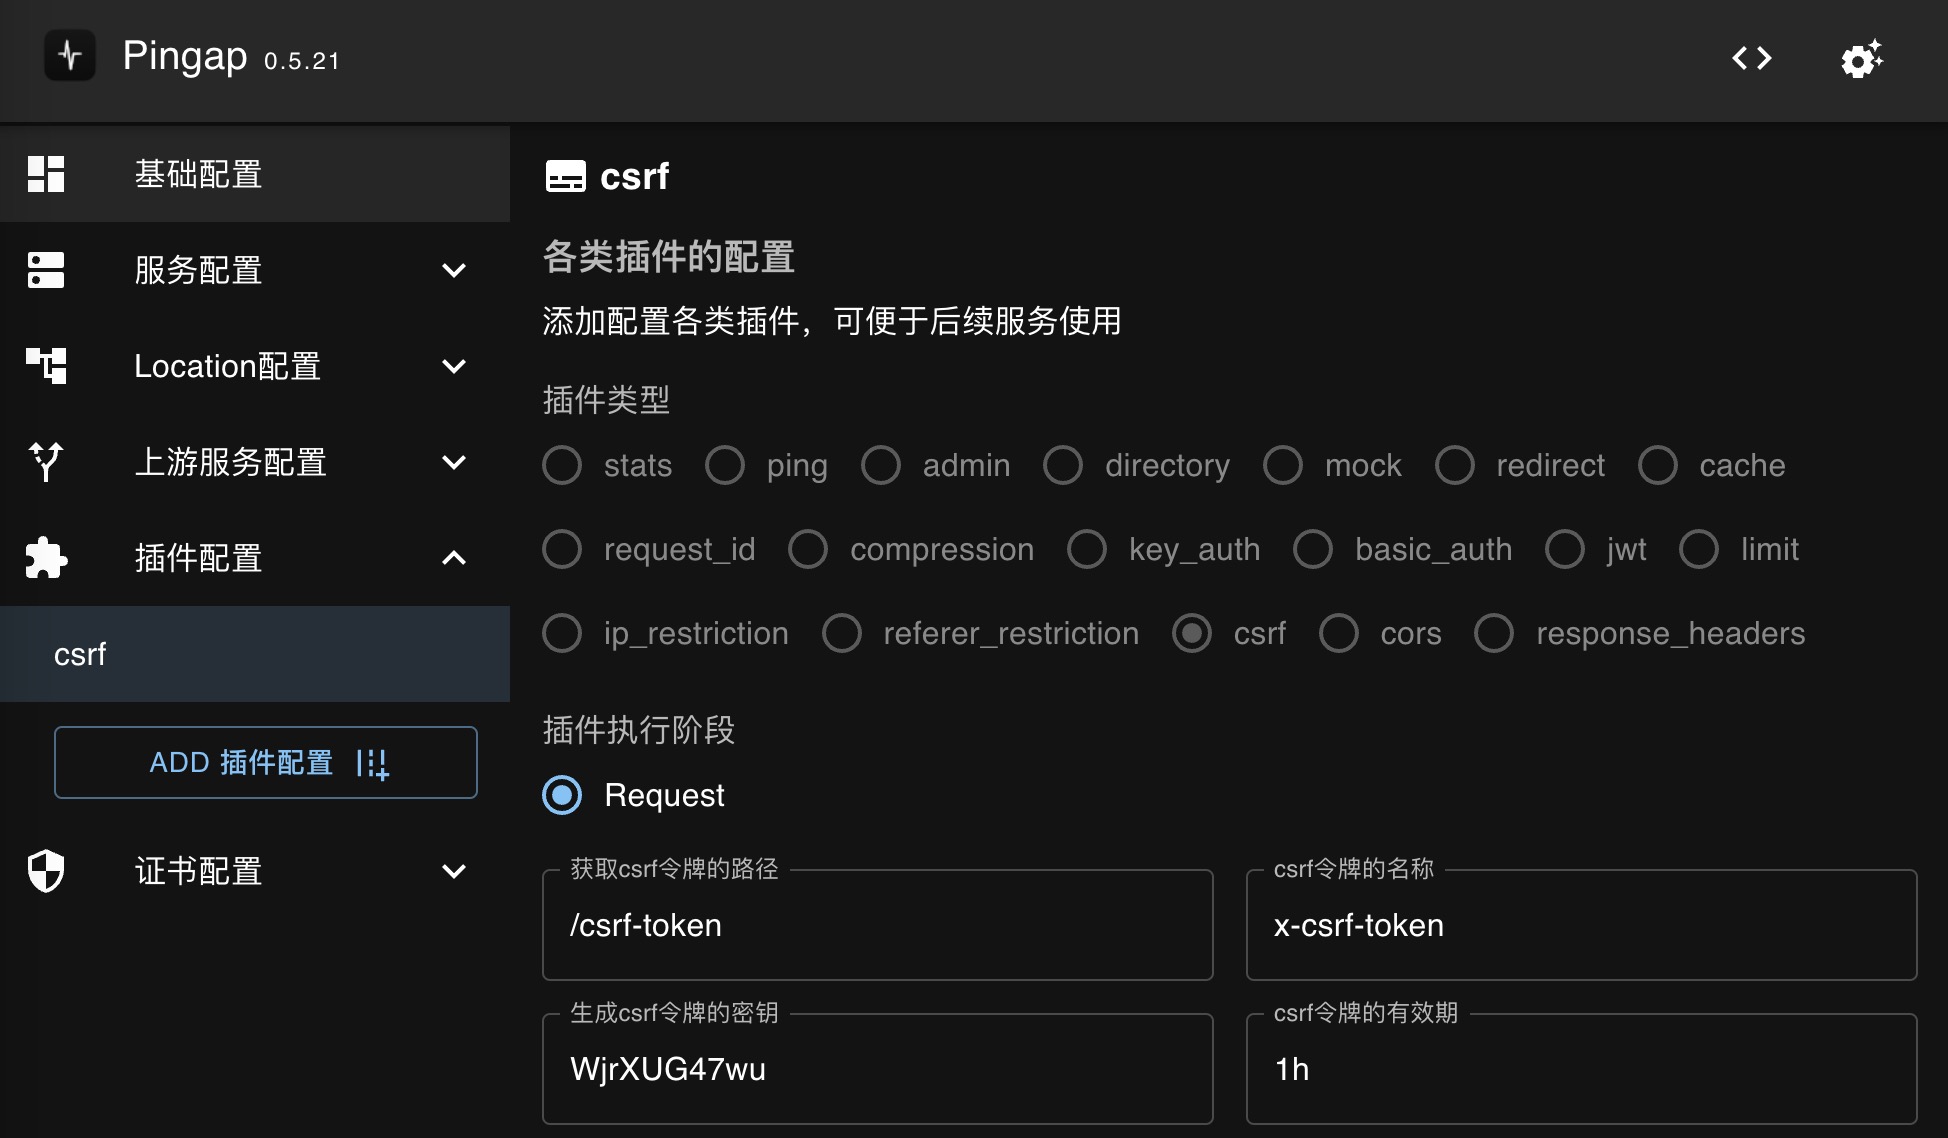 Pingap 0.5.21
基础配置
服务配置
Location配置
上游服务配置
插件配置
csrf
ADD 插件配置
证书配置
csrf
各类插件的配置
添加配置各类插件，可便于后续服务使用
插件类型
stats ping admin directory mock redirect cache
request_id compression key_auth basic_auth jwt limit
ip_restriction referer_restriction csrf cors response_headers
插件执行阶段
Request
获取csrf令牌的路径
/csrf-token
csrf令牌的名称
x-csrf-token
生成csrf令牌的密钥
WjrXUG47wu
csrf令牌的有效期
1h